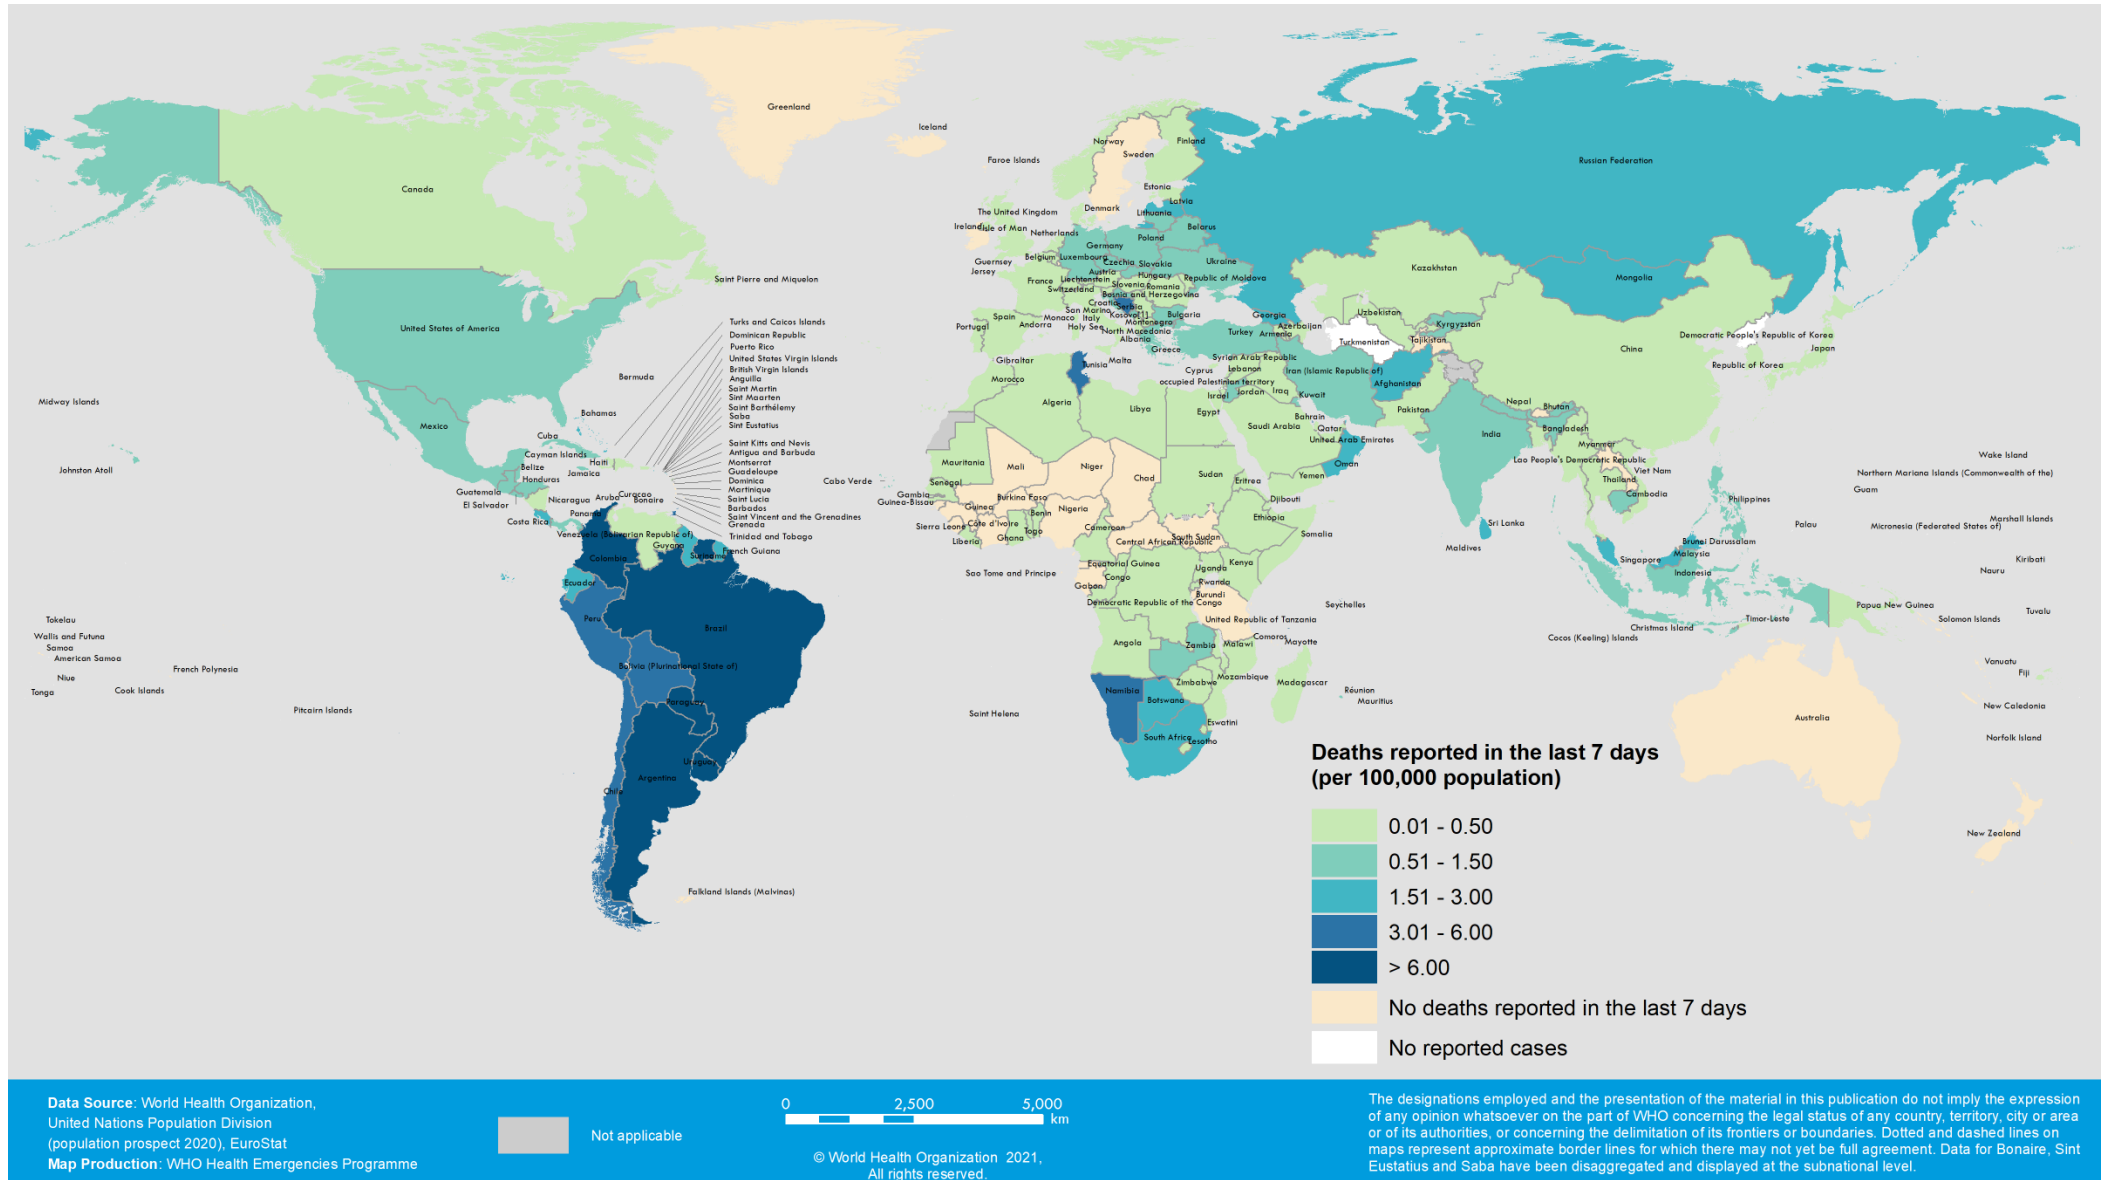 Greenland
Iceland
Faroe Islands
Norway
Sweden
Finland
Russian Federation
Canada
Estonia
Latvia
Denmark
Lithuania
The United Kingdom
Ireland
Isle of Man
Netherlands
Belarus
Poland
Germany
Guernsey
Jersey
Belgium
Luxembourg
Czechia
Slovakia
Ukraine
Austria
Hungary
Republic of Moldova
France
Liechtenstein
Switzerland
Slovenia
Romania
Bosnia and Herzegovina
Croatia
Serbia
San Marino
Kosovo[1]
Bulgaria
Spain
Monaco
Italy
Andorra
Holy See
Montenegro
North Macedonia
Albania
Portugal
Greece
Georgia
Azerbaijan
Turkey
Armenia
Kazakhstan
Mongolia
Uzbekistan
Kyrgyzstan
Turkmenistan
Tajikistan
Democratic People's Republic of Korea
Japan
China
Republic of Korea
Saint Pierre and Miquelon
United States of America
Turks and Caicos Islands
Dominican Republic
Puerto Rico
United States Virgin Islands
British Virgin Islands
Anguilla
Saint Martin
Sint Maarten
Saint Barthélemy
Saba
Sint Eustatius
Saint Kitts and Nevis
Antigua and Barbuda
Montserrat
Guadeloupe
Dominica
Martinique
Saint Lucia
Barbados
Saint Vincent and the Grenadines
Grenada
Trinidad and Tobago
Bermuda
Midway Islands
Bahamas
Mexico
Cuba
Cayman Islands
Belize
Haiti
Jamaica
Honduras
Johnston Atoll
Guatemala
El Salvador
Nicaragua
Aruba
Curacao
Bonaire
Costa Rica
Panama
Venezuela (Bolivarian Republic of)
Guyana
Suriname
French Guiana
Colombia
Ecuador
Peru
Brazil
Bolivia (Plurinational State of)
Paraguay
Uruguay
Argentina
Chile
Falkland Islands (Malvinas)
Gibraltar
Tunisia
Malta
Morocco
Algeria
Libya
Egypt
Cyprus
Syrian Arab Republic
Lebanon
occupied Palestinian territory
Israel
Jordan
Iraq
Iran (Islamic Republic of)
Kuwait
Afghanistan
Pakistan
Bahrain
Qatar
Saudi Arabia
United Arab Emirates
Oman
Yemen
Nepal
Bhutan
Bangladesh
India
Myanmar
Lao People's Democratic Republic
Viet Nam
Thailand
Cambodia
Philippines
Sri Lanka
Maldives
Brunei Darussalam
Malaysia
Singapore
Indonesia
Palau
Wake Island
Northern Mariana Islands (Commonwealth of the)
Guam
Marshall Islands
Micronesia (Federated States of)
Kiribati
Nauru
Papua New Guinea
Tuvalu
Solomon Islands
Timor-Leste
Christmas Island
Cocos (Keeling) Islands
Vanuatu
Fiji
New Caledonia
Norfolk Island
Australia
New Zealand
Cabo Verde
Mauritania
Mali
Niger
Chad
Sudan
Eritrea
Senegal
Gambia
Guinea-Bissau
Guinea
Burkina Faso
Benin
Nigeria
Djibouti
Ethiopia
Somalia
Sierra Leone
Côte d'Ivoire
Togo
Liberia
Ghana
Cameroon
Central African Republic
South Sudan
Sao Tome and Principe
Equatorial Guinea
Congo
Gabon
Uganda
Kenya
Rwanda
Burundi
Democratic Republic of the Congo
United Republic of Tanzania
Seychelles
Angola
Zambia
Malawi
Comoros
Mayotte
Mozambique
Madagascar
Zimbabwe
Namibia
Botswana
Réunion
Mauritius
Saint Helena
Eswatini
South Africa
Lesotho
Tokelau
Wallis and Futuna
Samoa
American Samoa
Niue
Tonga
Cook Islands
French Polynesia
Pitcairn Islands
Deaths reported in the last 7 days
(per 100,000 population)
0.01 - 0.50
0.51 - 1.50
1.51 - 3.00
3.01 - 6.00
> 6.00
No deaths reported in the last 7 days
No reported cases
Data Source: World Health Organization,
United Nations Population Division
(population prospect 2020), EuroStat
Map Production: WHO Health Emergencies Programme
Not applicable
0 2,500 5,000
km
© World Health Organization 2021,
All rights reserved.
The designations employed and the presentation of the material in this publication do not imply the expression
of any opinion whatsoever on the part of WHO concerning the legal status of any country, territory, city or area
or of its authorities, or concerning the delimitation of its frontiers or boundaries. Dotted and dashed lines on
maps represent approximate border lines for which there may not yet be full agreement. Data for Bonaire, Sint
Eustatius and Saba have been disaggregated and displayed at the subnational level.